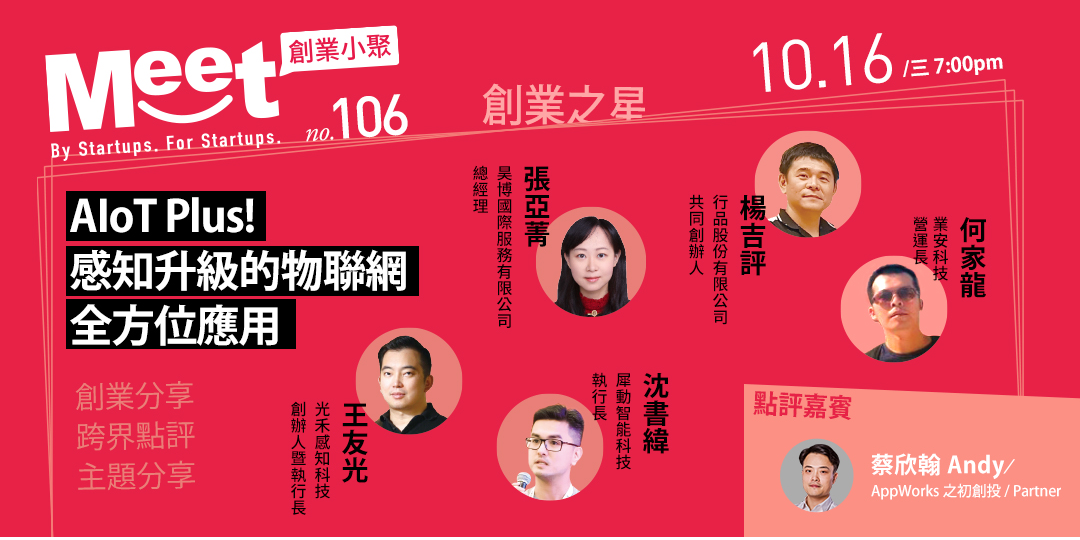 Meet
創業小聚
By Startups. For Startups.
no.106
創業之星
10.16 /三 7:00pm
AIoT Plus!
感知升級的物聯網
全方位應用
創業分享
跨界點評
主題分享
張亞菁
昊博國際服務有限公司
總經理
楊吉評
行品股份有限公司
共同創辦人
何家龍
業安科技
營運長
王友光
光禾感知科技
創辦人暨執行長
沈書緯
犀動智能科技
執行長
點評嘉賓
蔡欣翰 Andy/
AppWorks 之初創投 / Partner